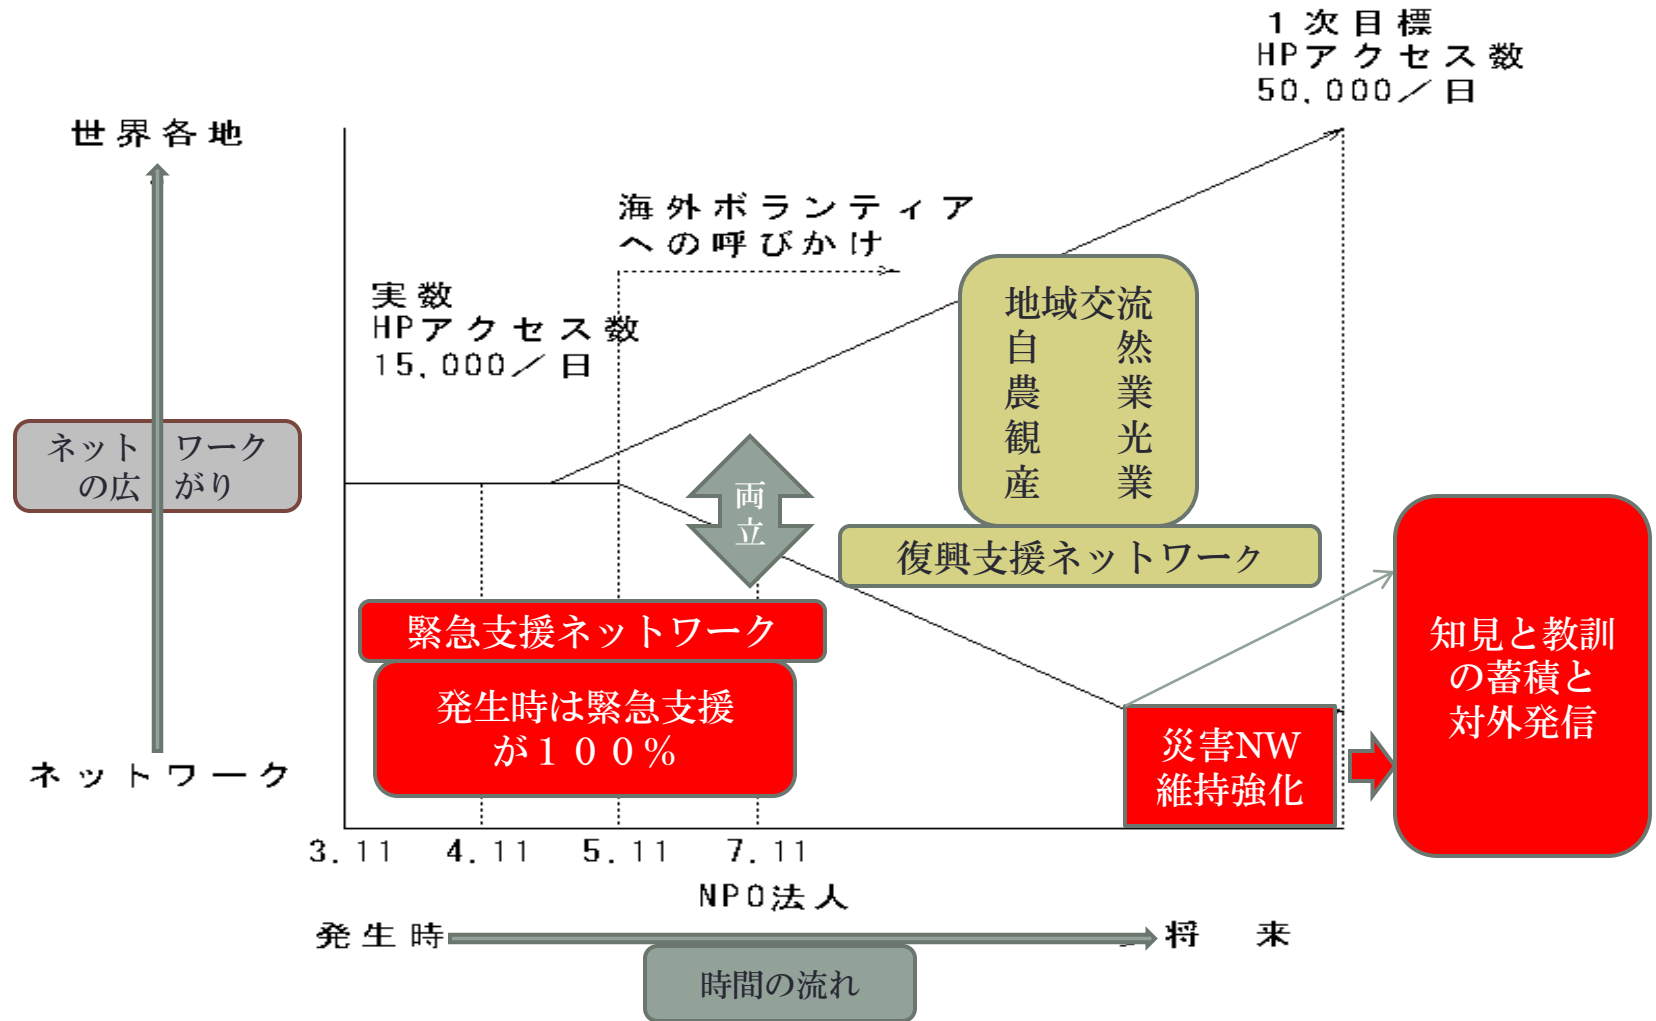 １次目標
HPアクセス数
50,000／日
世界各地
海外ボランティア
への呼びかけ
実数
HPアクセス数
15,000／日
地域交流
自　　然
農　　業
観　　光
産　　業
ネットワーク
の広がり
両
立
復興支援ネットワーク
緊急支援ネットワーク
発生時は緊急支援
が１００％
知見と教訓
の蓄積と
対外発信
災害NW
維持強化
ネットワーク
3.11　4.11　5.11　7.11
NPO法人
発生時　将　来
時間の流れ